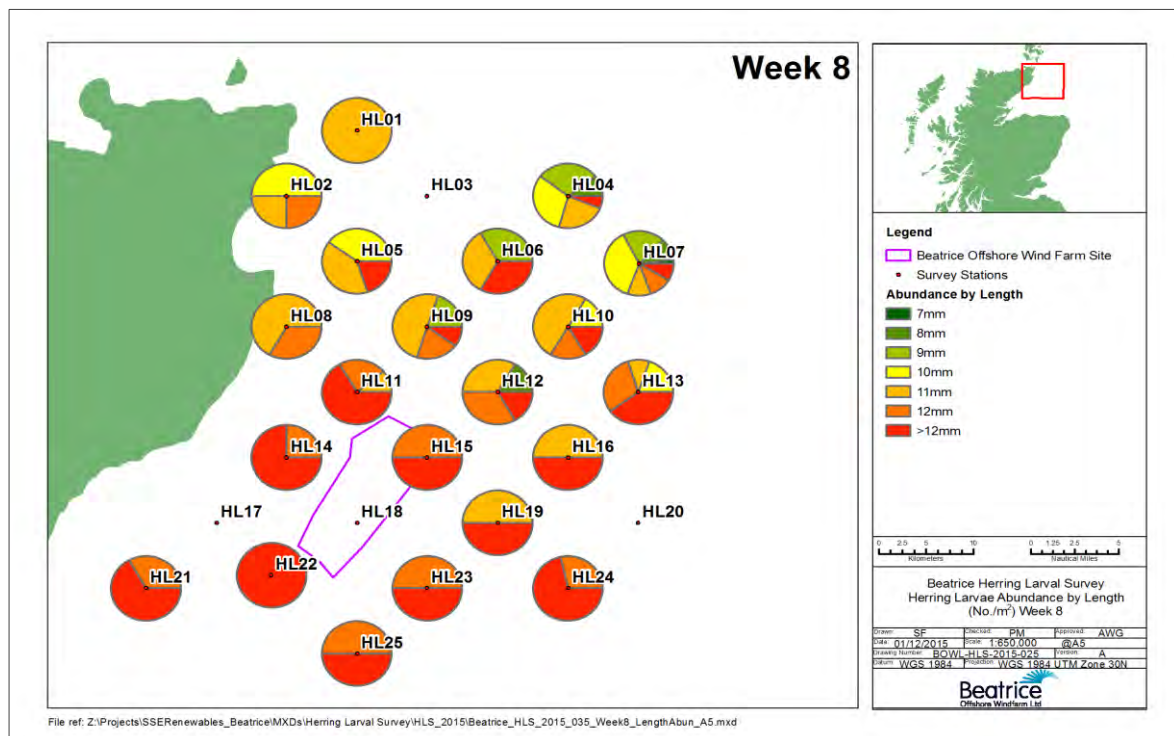 Week 8
HL01
HL02
HL03
HL04
HL05
HL06
HL07
HL08
HL09
HL10
HL11
HL12
HL13
HL14
HL15
HL16
HL17
HL18
HL19
HL20
HL21
HL22
HL23
HL24
HL25
Legend
Beatrice Offshore Wind Farm Site
Survey Stations
Abundance by Length
7mm
8mm
9mm
10mm
11mm
12mm
>12mm
0 2.5 5 10
Kilometers
0 1.25 2.5 5
Nautical Miles
Beatrice Herring Larval Survey
Herring Larvae Abundance by Length
(No./m²) Week 8
Drawn: SF Checked: PM Approved: AWG
Date: 01/12/2015 Scale: 1:650,000 @A5
Drawing Number: BOWL-HLS-2015-025 Version: A
Datum: WGS 1984 Projection: WGS 1984 UTM Zone 30N
Beatrice
Offshore Windfarm Ltd
File ref: Z:\Projects\SSERenewables_Beatrice\MXDs\Herring Larval Survey\HLS_2015\Beatrice_HLS_2015_035_Week8_LengthAbun_A5.mxd